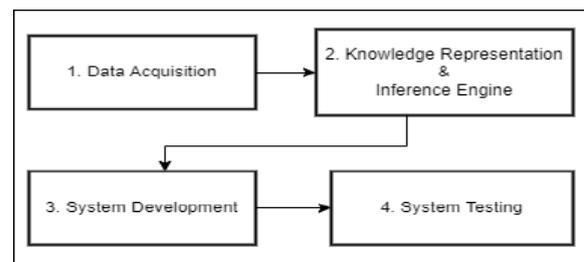 1. Data Acquisition
2. Knowledge Representation
&
Inference Engine
3. System Development
4. System Testing